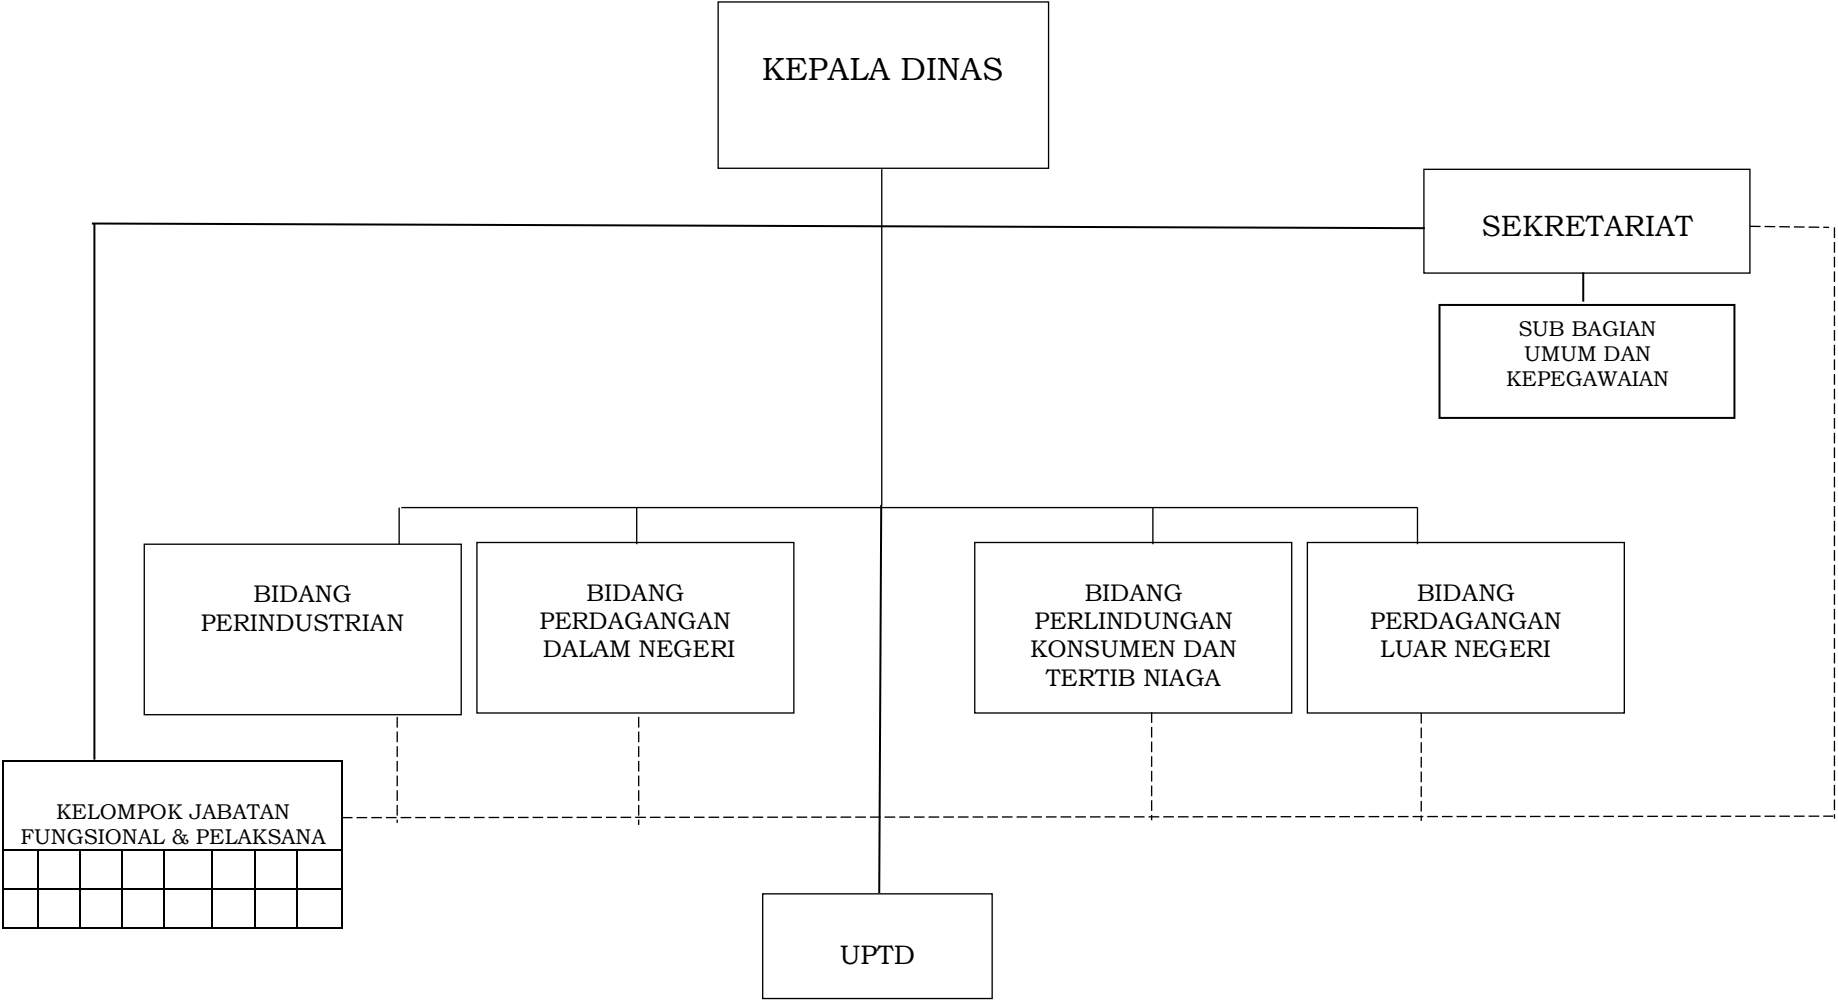 KEPALA DINAS
SEKRETARIAT
SUB BAGIAN
UMUM DAN
KEPEGAWAIAN
BIDANG
PERINDUSTRIAN
BIDANG
PERDAGANGAN
DALAM NEGERI
BIDANG
PERLINDUNGAN
KONSUMEN DAN
TERTIB NIAGA
BIDANG
PERDAGANGAN
LUAR NEGERI
KELOMPOK JABATAN
FUNGSIONAL & PELAKSANA
UPTD